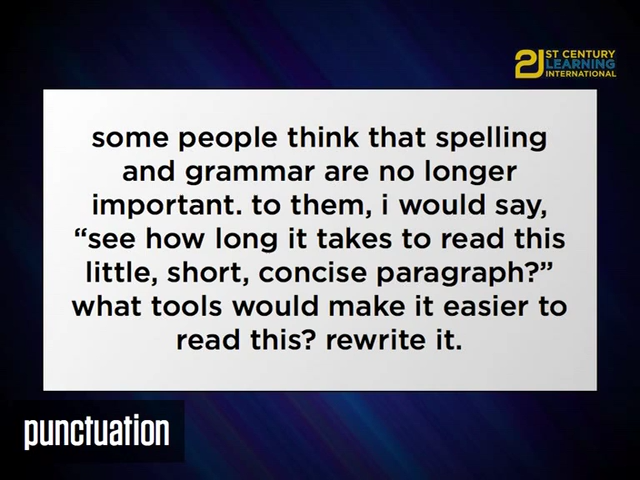 21
ST CENTURY
LEARNING
INTERNATIONAL
some people think that spelling
and grammar are no longer
important. to them, i would say,
“see how long it takes to read this
little, short, concise paragraph?”
what tools would make it easier to
read this? rewrite it.
punctuation